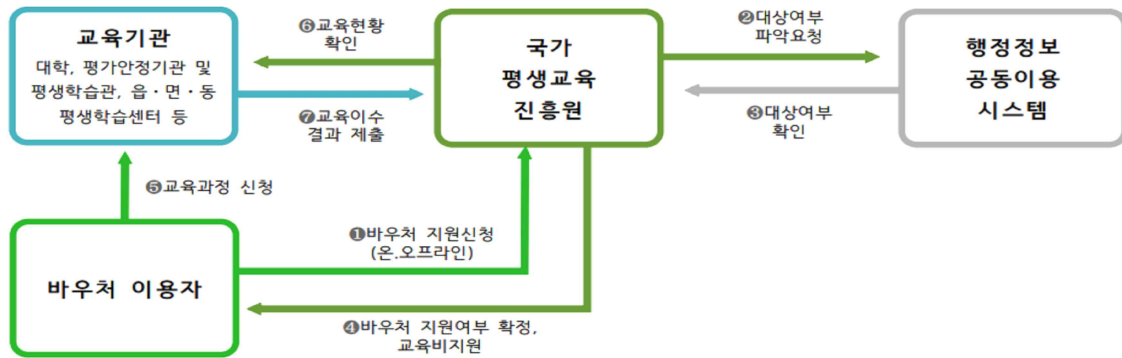 교육기관
대학, 평가안정기관 및
평생학습관, 읍・면・동
평생학습센터 등
❻교육현황
확인
❼교육이수
결과 제출
국가
평생교육
진흥원
❷대상여부
파악요청
❸대상여부
확인
행정정보
공동이용
시스템
❺교육과정 신청
❶바우처 지원신청
(온.오프라인)
바우처 이용자
❹바우처 지원여부 확정,
교육비지원